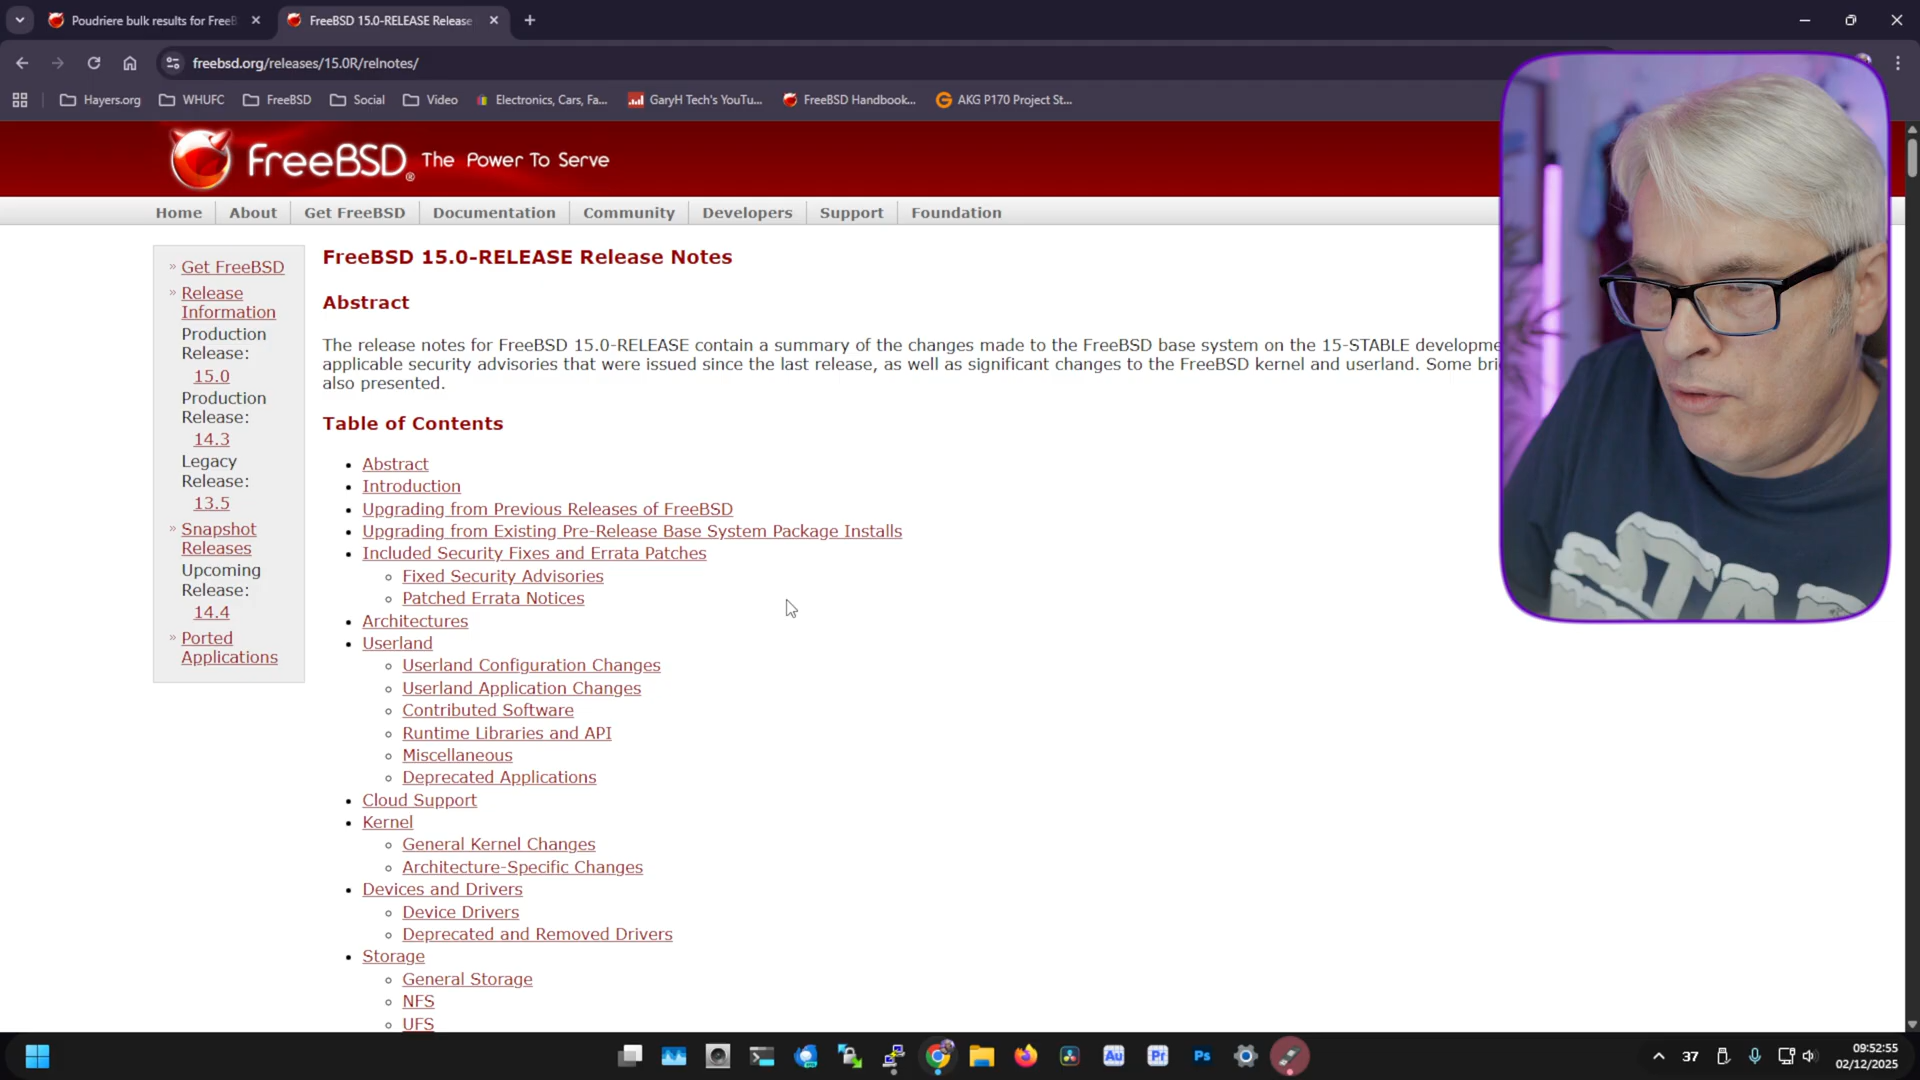 Poudriere bulk results for FreeB
FreeBSD 15.0-RELEASE Release
freebsd.org/releases/15.0R/relnotes/
Hayers.org
WHUFC
FreeBSD
Social
Video
Electronics, Cars, Fa...
GaryH Tech's YouTu...
FreeBSD Handbook...
AKG P170 Project St...
FreeBSD® The Power To Serve
Home
About
Get FreeBSD
Documentation
Community
Developers
Support
Foundation
» Get FreeBSD
» Release
Information
Production
Release:
15.0
Production
Release:
14.3
Legacy
Release:
13.5
» Snapshot
Releases
Upcoming
Release:
14.4
» Ported
Applications
FreeBSD 15.0-RELEASE Release Notes
Abstract
The release notes for FreeBSD 15.0-RELEASE contain a summary of the changes made to the FreeBSD base system on the 15-STABLE developme
applicable security advisories that were issued since the last release, as well as significant changes to the FreeBSD kernel and userland. Some bri
also presented.
Table of Contents
• Abstract
• Introduction
• Upgrading from Previous Releases of FreeBSD
• Upgrading from Existing Pre-Release Base System Package Installs
• Included Security Fixes and Errata Patches
◦ Fixed Security Advisories
◦ Patched Errata Notices
• Architectures
• Userland
◦ Userland Configuration Changes
◦ Userland Application Changes
◦ Contributed Software
◦ Runtime Libraries and API
◦ Miscellaneous
◦ Deprecated Applications
• Cloud Support
• Kernel
◦ General Kernel Changes
◦ Architecture-Specific Changes
• Devices and Drivers
◦ Device Drivers
◦ Deprecated and Removed Drivers
• Storage
◦ General Storage
◦ NFS
◦ UFS
Au
Pr
Ps
37
09:52:55
02/12/2025